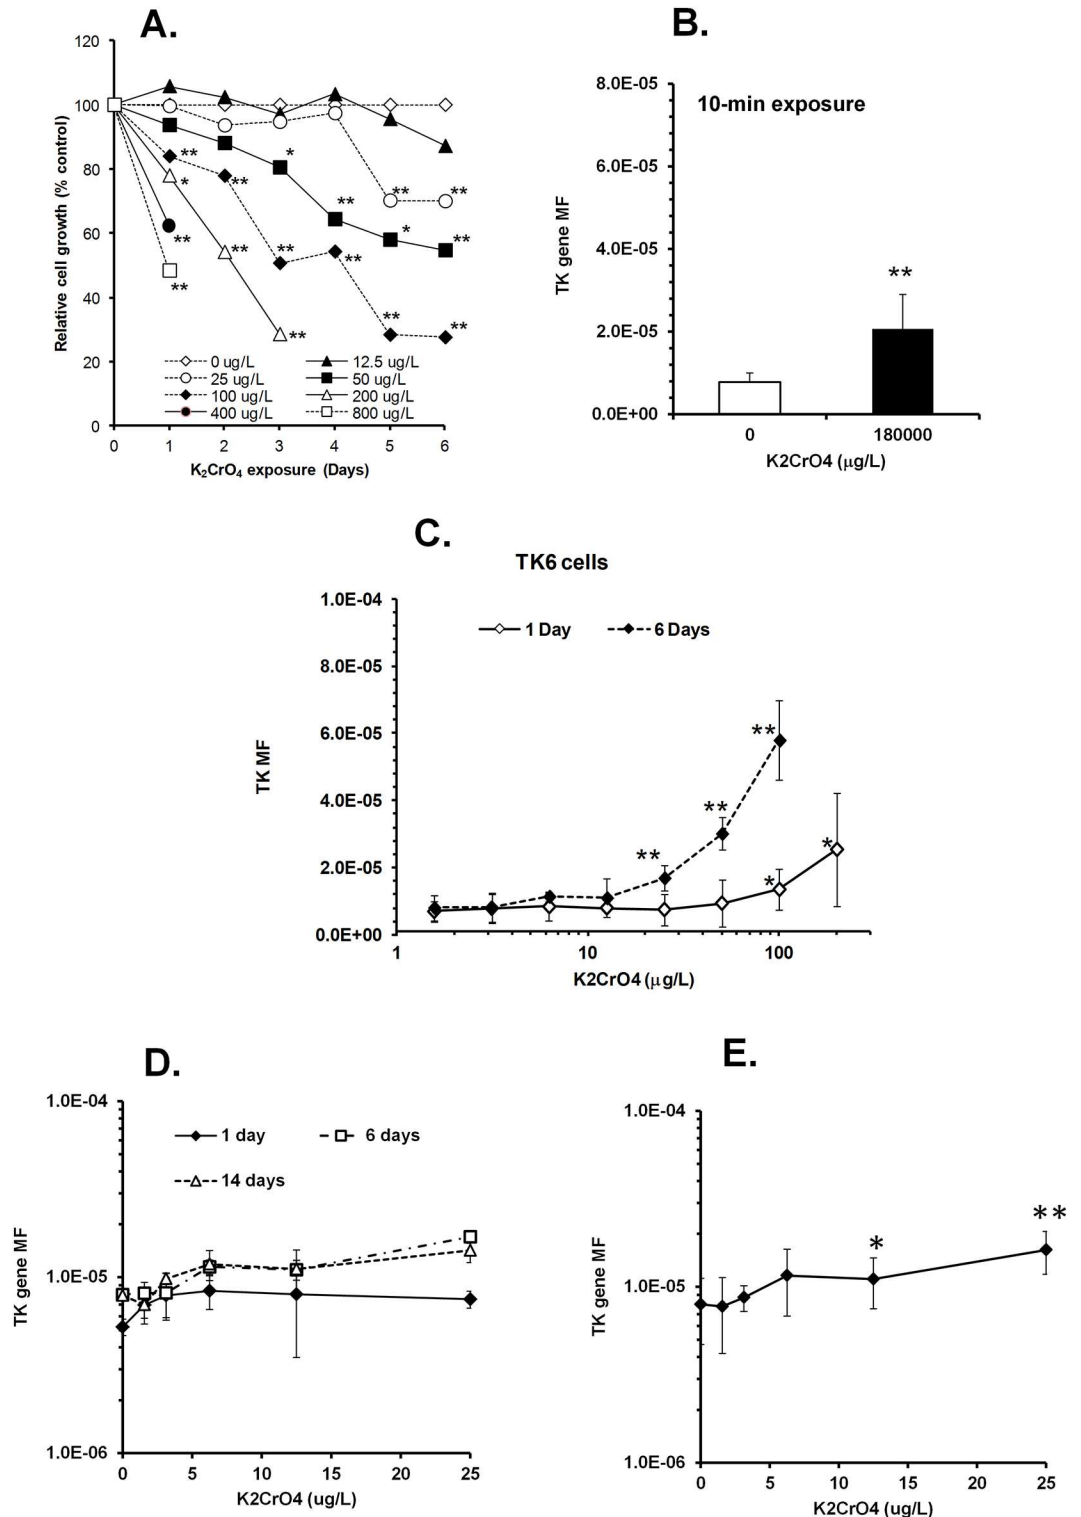 A.
120
100
80
60
40
20
0
Relative cell growth (% control)
**
*
**
**
**
**
**
*
**
**
**
*
**
**
**
**
**
0 ug/L
12.5 ug/L
25 ug/L
50 ug/L
100 ug/L
200 ug/L
400 ug/L
800 ug/L
0 1 2 3 4 5 6
K₂CrO₄ exposure (Days)
B.
10-min exposure
8.0E-05
6.0E-05
4.0E-05
2.0E-05
0.0E+00
TK gene MF
**
0 180000
K2CrO4 (μg/L)
C.
TK6 cells
1 Day 6 Days
1.0E-04
8.0E-05
6.0E-05
4.0E-05
2.0E-05
0.0E+00
TK MF
**
**
**
*
*
1 10 100
K2CrO4 (μg/L)
D.
1 day 6 days
14 days
1.0E-04
1.0E-05
1.0E-06
TK gene MF
0 5 10 15 20 25
K2CrO4 (ug/L)
E.
1.0E-04
1.0E-05
1.0E-06
TK gene MF
*
**
0 5 10 15 20 25
K2CrO4 (ug/L)